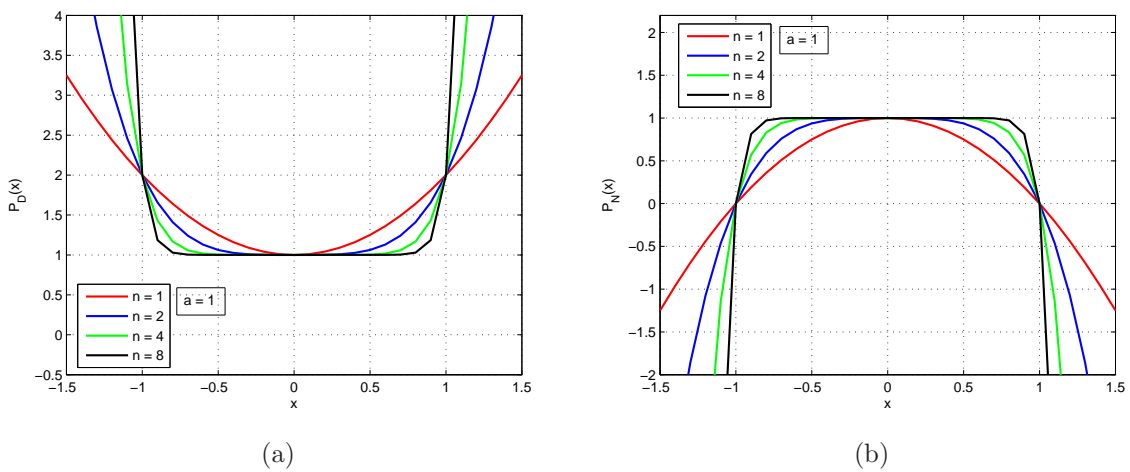 4
3.5
3
2.5
2
1.5
1
0.5
0
−0.5
P_D(x)
n = 1
n = 2
n = 4
n = 8
a = 1
−1.5 −1 −0.5 0 0.5 1 1.5
x
(a)
2
1.5
1
0.5
0
−0.5
−1
−1.5
−2
P_N(x)
n = 1
n = 2
n = 4
n = 8
a = 1
−1.5 −1 −0.5 0 0.5 1 1.5
x
(b)